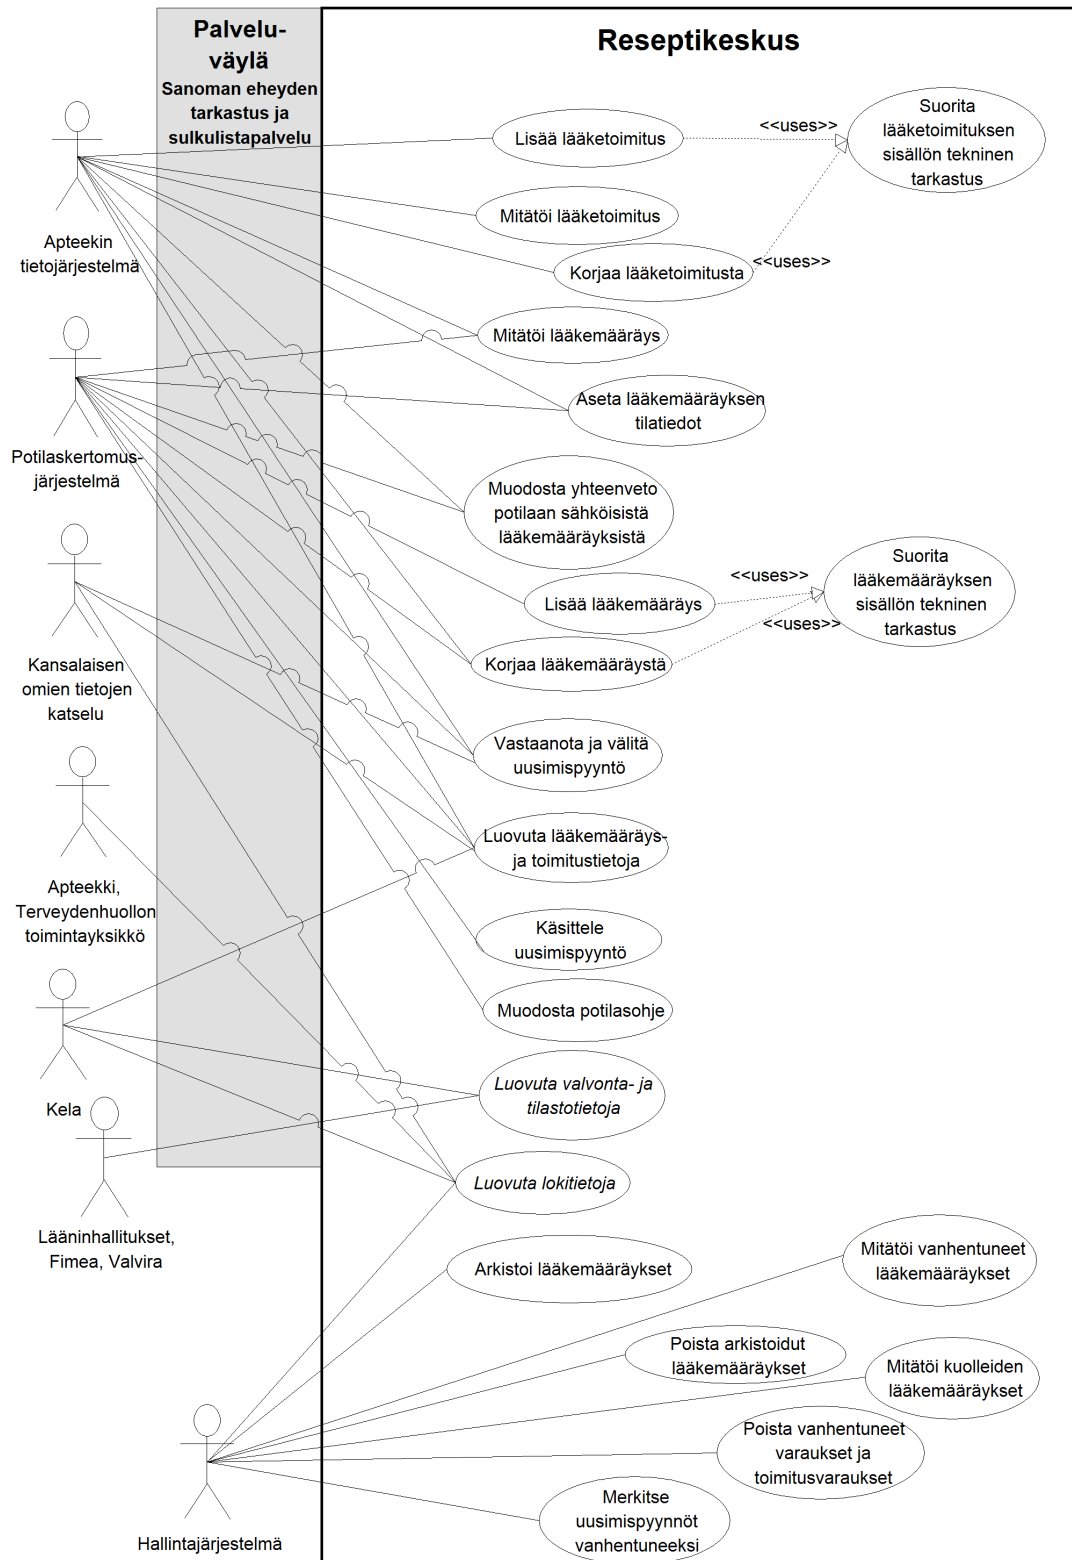 Palvelu-
väylä
Sanoman eheyden
tarkastus ja
sulkulistapalvelu
Reseptikeskus
Apteekin
tietojärjestelmä
Potilaskertomus-
järjestelmä
Kansalaisen
omien tietojen
katselu
Apteekki,
Terveydenhuollon
toimintayksikkö
Kela
Lääninhallitukset,
Fimea, Valvira
Hallintajärjestelmä
Lisää lääketoimitus
<<uses>>
Suorita
lääketoimituksen
sisällön tekninen
tarkastus
Mitätöi lääketoimitus
Korjaa lääketoimitusta
<<uses>>
Mitätöi lääkemääräys
Aseta lääkemääräyksen
tilatiedot
Muodosta yhteenveto
potilaan sähköisistä
lääkemääräyksistä
Lisää lääkemääräys
<<uses>>
Suorita
lääkemääräyksen
sisällön tekninen
tarkastus
<<uses>>
Korjaa lääkemääräystä
Vastaanota ja välitä
uusimispyyntö
Luovuta lääkemääräys-
ja toimitustietoja
Käsittele
uusimispyyntö
Muodosta potilasohje
Luovuta valvonta- ja
tilastotietoja
Luovuta lokitietoja
Arkistoi lääkemääräykset
Mitätöi vanhentuneet
lääkemääräykset
Poista arkistoidut
lääkemääräykset
Mitätöi kuolleiden
lääkemääräykset
Poista vanhentuneet
varaukset ja
toimitusvaraukset
Merkitse
uusimispyynnöt
vanhentuneeksi